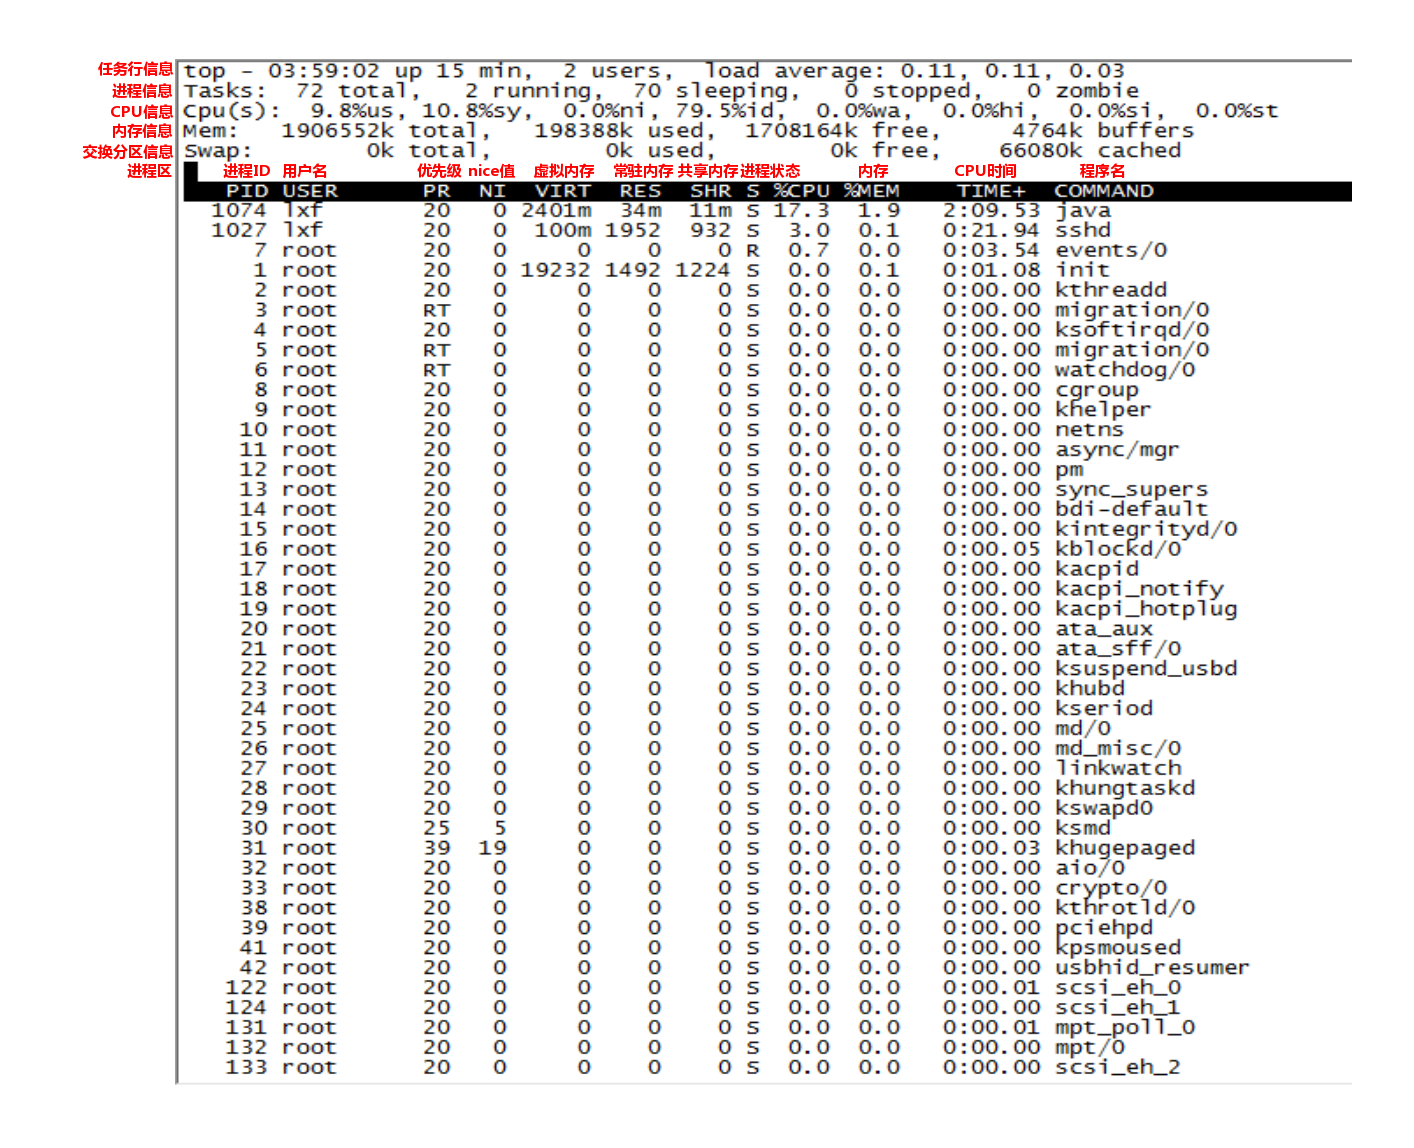 任务行信息 top - 03:59:02 up 15 min, 2 users, load average: 0.11, 0.11, 0.03
进程信息 Tasks: 72 total, 2 running, 70 sleeping, 0 stopped, 0 zombie
CPU信息 Cpu(s): 9.8%us, 10.8%sy, 0.0%ni, 79.5%id, 0.0%wa, 0.0%hi, 0.0%si, 0.0%st
内存信息 Mem: 1906552k total, 198388k used, 1708164k free, 4764k buffers
交换分区信息 Swap: 0k total, 0k used, 0k free, 66080k cached
进程区 进程ID 用户名 优先级 nice值 虚拟内存 常驻内存 共享内存 进程状态 内存 CPU时间 程序名
PID USER PR NI VIRT RES SHR S %CPU %MEM TIME+ COMMAND
1074 lxf 20 0 2401m 34m 11m S 17.3 1.9 2:09.53 java
1027 lxf 20 0 100m 1952 932 S 3.0 0.1 0:21.94 sshd
7 root 20 0 0 0 0 R 0.7 0.0 0:03.54 events/0
1 root 20 0 19232 1492 1224 S 0.0 0.1 0:01.08 init
2 root 20 0 0 0 0 S 0.0 0.0 0:00.00 kthreadd
3 root RT 0 0 0 0 S 0.0 0.0 0:00.00 migration/0
4 root 20 0 0 0 0 S 0.0 0.0 0:00.00 ksoftirqd/0
5 root RT 0 0 0 0 S 0.0 0.0 0:00.00 migration/0
6 root RT 0 0 0 0 S 0.0 0.0 0:00.00 watchdog/0
8 root 20 0 0 0 0 S 0.0 0.0 0:00.00 cgroup
9 root 20 0 0 0 0 S 0.0 0.0 0:00.00 khelper
10 root 20 0 0 0 0 S 0.0 0.0 0:00.00 netns
11 root 20 0 0 0 0 S 0.0 0.0 0:00.00 async/mgr
12 root 20 0 0 0 0 S 0.0 0.0 0:00.00 pm
13 root 20 0 0 0 0 S 0.0 0.0 0:00.00 sync_supers
14 root 20 0 0 0 0 S 0.0 0.0 0:00.00 bdi-default
15 root 20 0 0 0 0 S 0.0 0.0 0:00.00 kintegrityd/0
16 root 20 0 0 0 0 S 0.0 0.0 0:00.05 kblockd/0
17 root 20 0 0 0 0 S 0.0 0.0 0:00.00 kacpid
18 root 20 0 0 0 0 S 0.0 0.0 0:00.00 kacpi_notify
19 root 20 0 0 0 0 S 0.0 0.0 0:00.00 kacpi_hotplug
20 root 20 0 0 0 0 S 0.0 0.0 0:00.00 ata_aux
21 root 20 0 0 0 0 S 0.0 0.0 0:00.00 ata_sff/0
22 root 20 0 0 0 0 S 0.0 0.0 0:00.00 ksuspend_usbd
23 root 20 0 0 0 0 S 0.0 0.0 0:00.00 khubd
24 root 20 0 0 0 0 S 0.0 0.0 0:00.00 kseriod
25 root 20 0 0 0 0 S 0.0 0.0 0:00.00 md/0
26 root 20 0 0 0 0 S 0.0 0.0 0:00.00 md_misc/0
27 root 20 0 0 0 0 S 0.0 0.0 0:00.00 linkwatch
28 root 20 0 0 0 0 S 0.0 0.0 0:00.00 khungtaskd
29 root 20 0 0 0 0 S 0.0 0.0 0:00.00 kswapd0
30 root 25 5 0 0 0 S 0.0 0.0 0:00.00 ksmd
31 root 39 19 0 0 0 S 0.0 0.0 0:00.03 khugepaged
32 root 20 0 0 0 0 S 0.0 0.0 0:00.00 aio/0
33 root 20 0 0 0 0 S 0.0 0.0 0:00.00 crypto/0
38 root 20 0 0 0 0 S 0.0 0.0 0:00.00 kthrotld/0
39 root 20 0 0 0 0 S 0.0 0.0 0:00.00 pciehpd
41 root 20 0 0 0 0 S 0.0 0.0 0:00.00 kpsmoused
42 root 20 0 0 0 0 S 0.0 0.0 0:00.00 usbhid_resumer
122 root 20 0 0 0 0 S 0.0 0.0 0:00.01 scsi_eh_0
124 root 20 0 0 0 0 S 0.0 0.0 0:00.00 scsi_eh_1
131 root 20 0 0 0 0 S 0.0 0.0 0:00.01 mpt_poll_0
132 root 20 0 0 0 0 S 0.0 0.0 0:00.00 mpt/0
133 root 20 0 0 0 0 S 0.0 0.0 0:00.00 scsi_eh_2